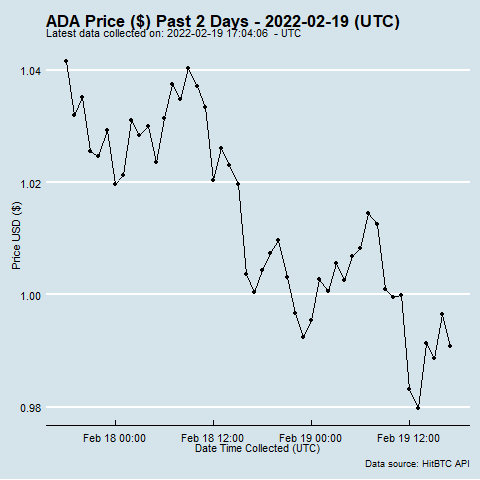 ADA Price ($) Past 2 Days - 2022-02-19 (UTC)
Latest data collected on: 2022-02-19 17:04:06  - UTC
1.04
1.02
1.00
0.98
Price USD ($)
Feb 18 00:00 Feb 18 12:00 Feb 19 00:00 Feb 19 12:00
Date Time Collected (UTC)
Data source: HitBTC API